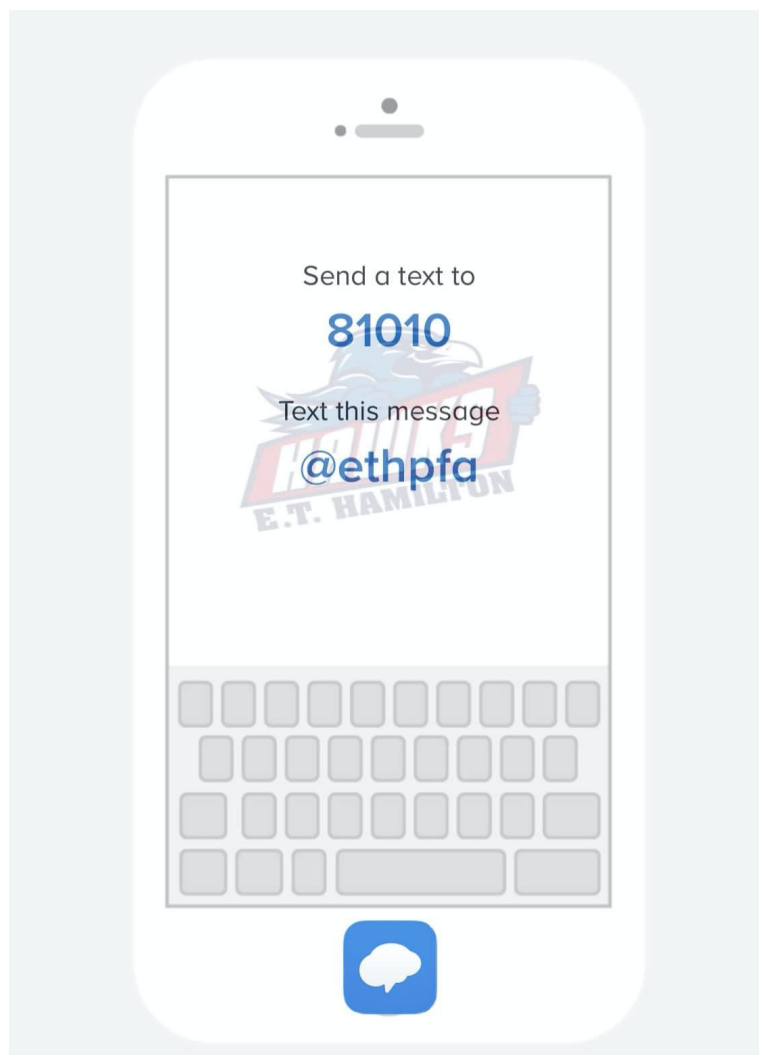 Send a text to
81010
Text this message
HAWKS
@ethpfa
E.T. HAMILTON